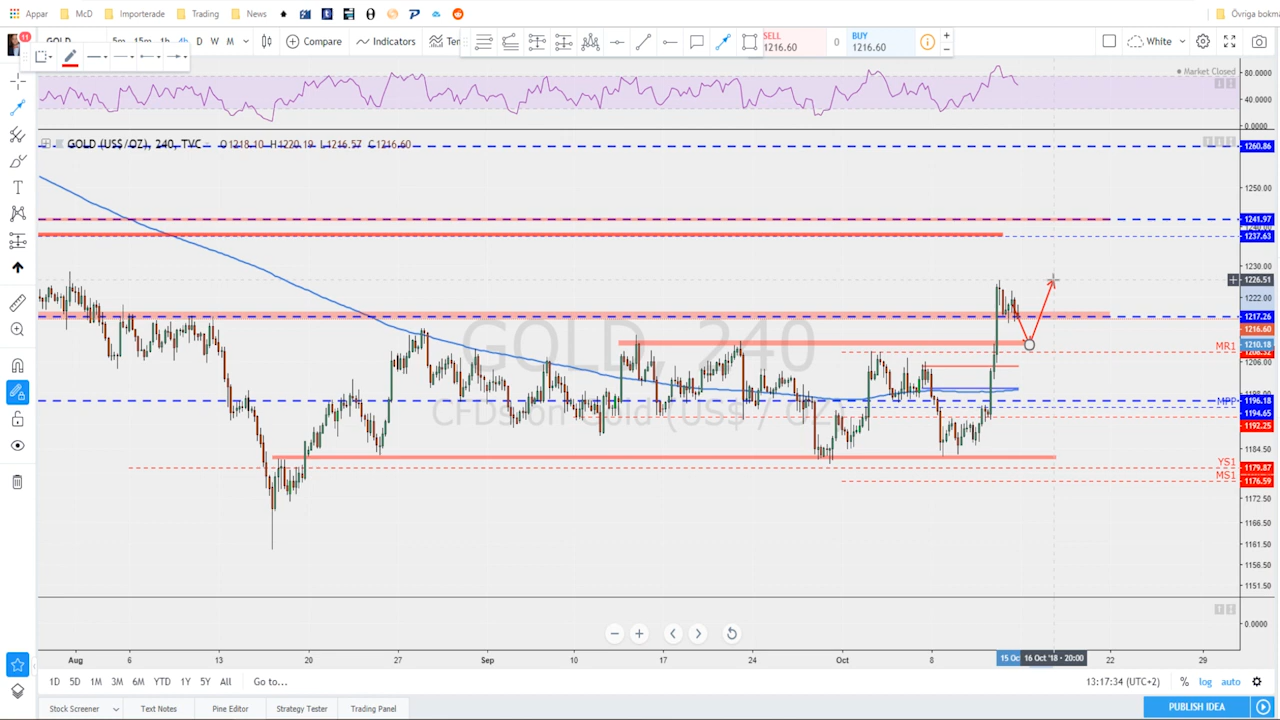 Appar McD Importerade Trading News Övriga bokm
11 GOLD 5m 15m 1h 4h D W M Compare Indicators SELL 1216.60 0 BUY 1216.60 White
Market Closed
80.0000
40.0000
0.0000
GOLD (US$/OZ), 240, TVC O1218.10 H1220.19 L1216.57 C1216.60
1260.86
1250.00
1241.97
1237.63
1230.00
1226.51
1222.00
1217.26
1216.60
1210.18
MR1
1206.00
GOLD, 240
CFDs on Gold (US$ / OZ)
MPP 1196.18
1194.65
1192.25
1184.50
YS1 1179.87
MS1 1176.59
1172.50
1166.50
1161.50
1156.50
1151.50
0.0000
Aug 6 13 20 27 Sep 10 17 24 Oct 8 15 Oc 16 Oct '18 - 20:00 22 29
1D 5D 1M 3M 6M YTD 1Y 5Y All Go to... 13:17:34 (UTC+2) % log auto
Stock Screener Text Notes Pine Editor Strategy Tester Trading Panel PUBLISH IDEA